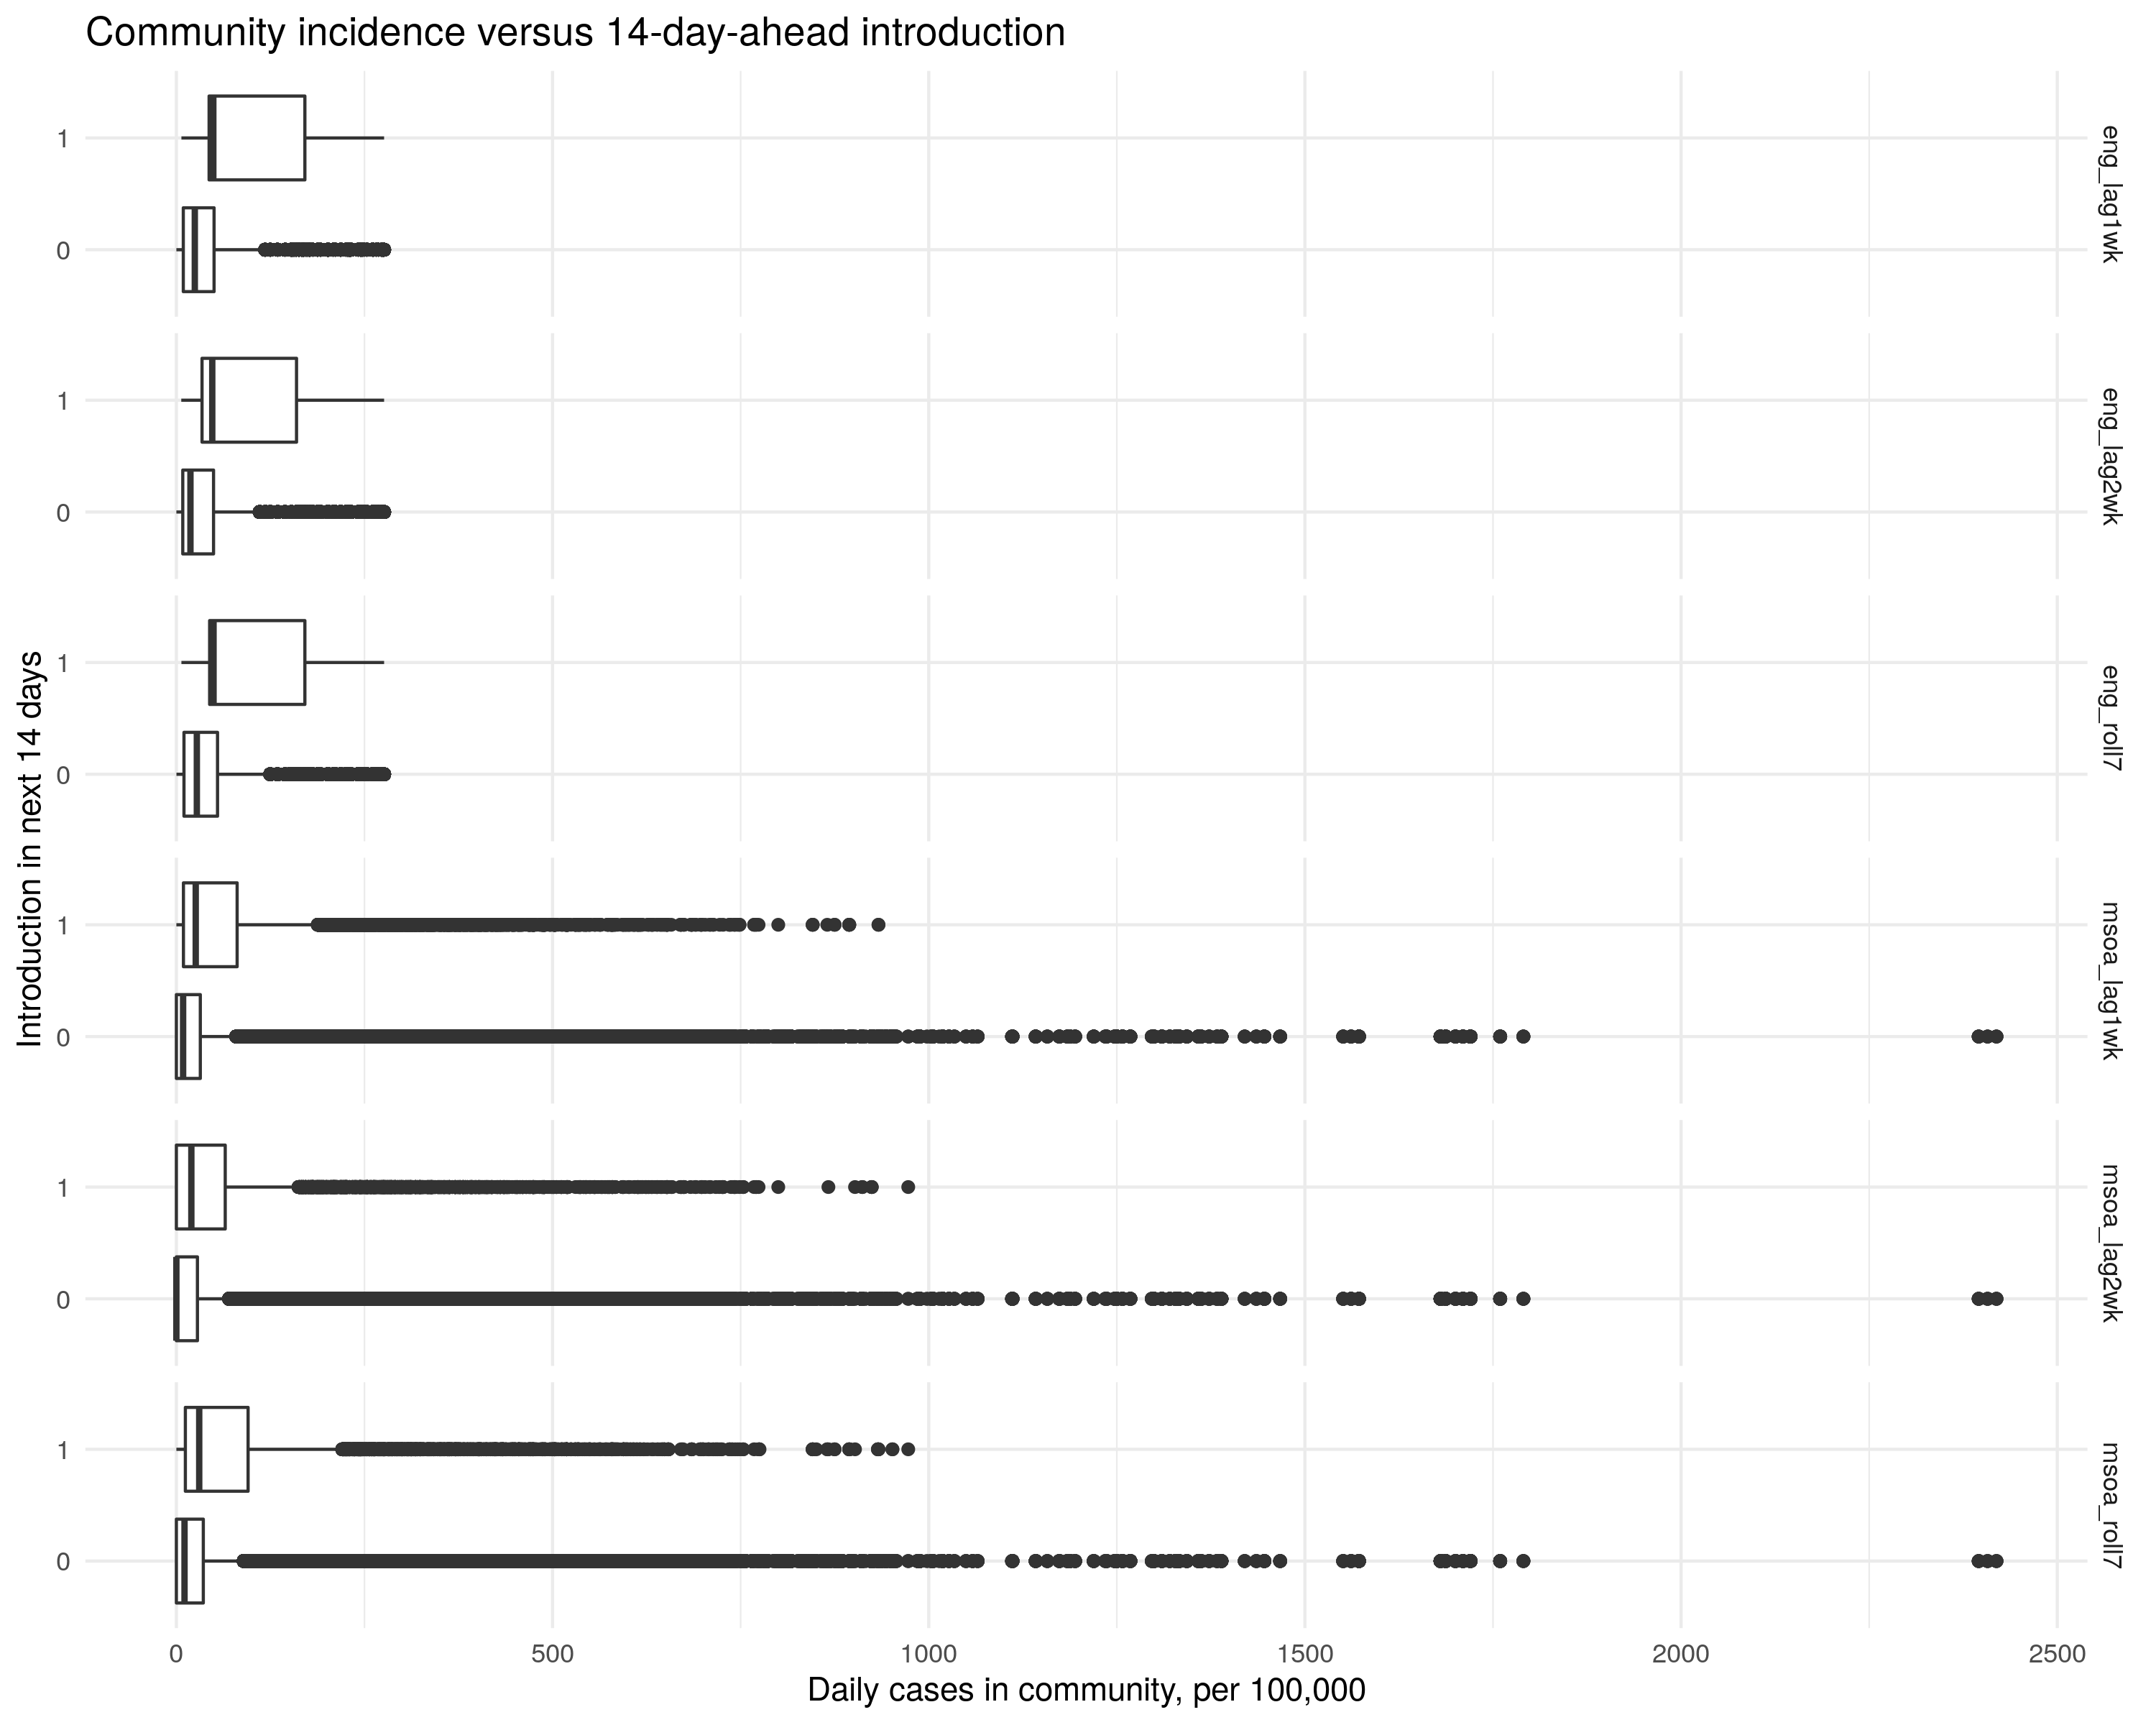 Community incidence versus 14-day-ahead introduction
Introduction in next 14 days
1
0
eng_lag1wk
1
0
eng_lag2wk
1
0
eng_roll7
1
0
msoa_lag1wk
1
0
msoa_lag2wk
1
0
msoa_roll7
0 500 1000 1500 2000 2500
Daily cases in community, per 100,000